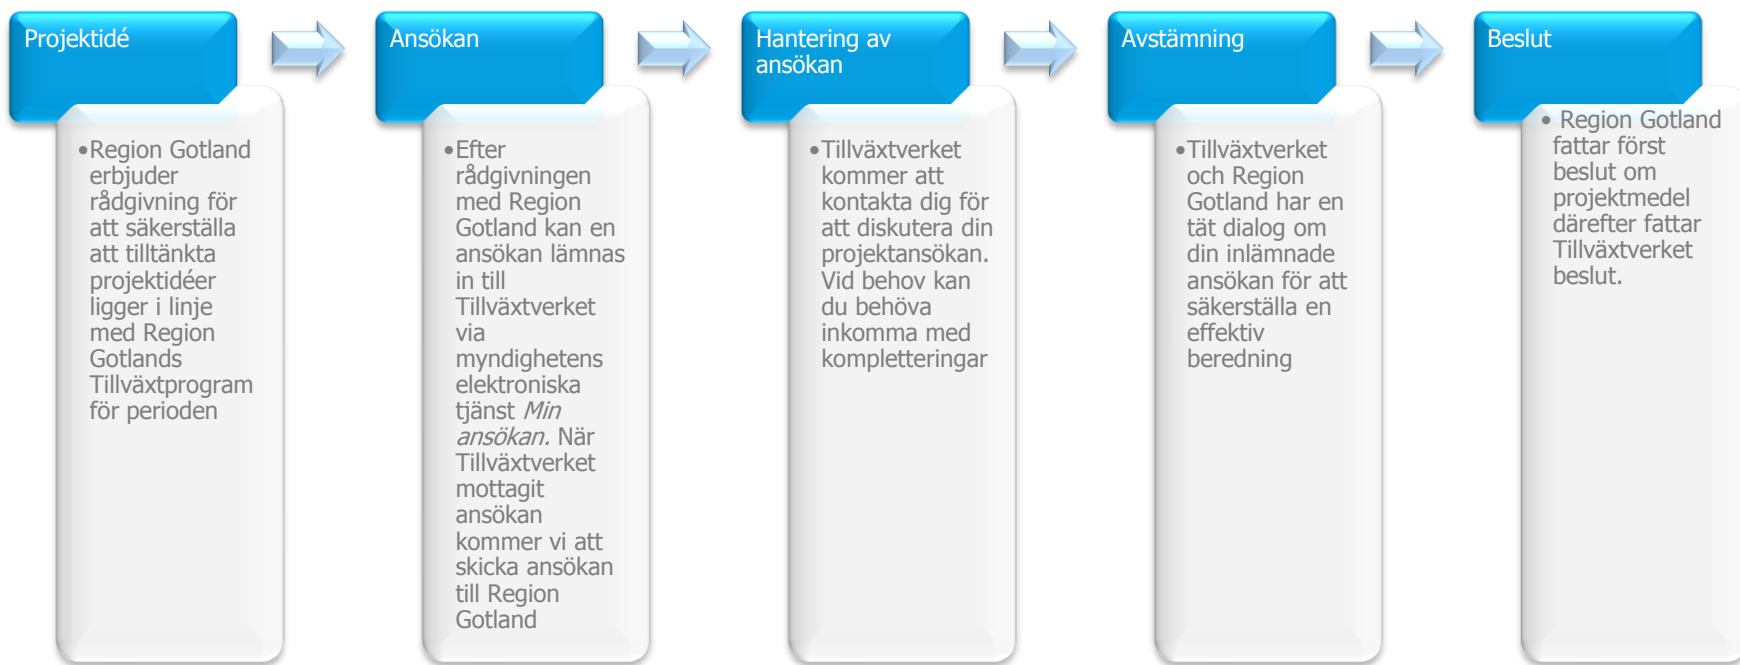 Projektidé
•Region Gotland
erbjuder
rådgivning för
att säkerställa
att tilltänkta
projektidéer
ligger i linje
med Region
Gotlands
Tillväxtprogram
för perioden
Ansökan
•Efter
rådgivningen
med Region
Gotland kan en
ansökan lämnas
in till
Tillväxtverket
via
myndighetens
elektroniska
tjänst Min
ansökan. När
Tillväxtverket
mottagit
ansökan
kommer vi att
skicka ansökan
till Region
Gotland
Hantering av
ansökan
•Tillväxtverket
kommer att
kontakta dig för
att diskutera din
projektansökan.
Vid behov kan
du behöva
inkomma med
kompletteringar
Avstämning
•Tillväxtverket
och Region
Gotland har en
tät dialog om
din inlämnade
ansökan för att
säkerställa en
effektiv
beredning
Beslut
• Region Gotland
fattar först
beslut om
projektmedel
därefter fattar
Tillväxtverket
beslut.